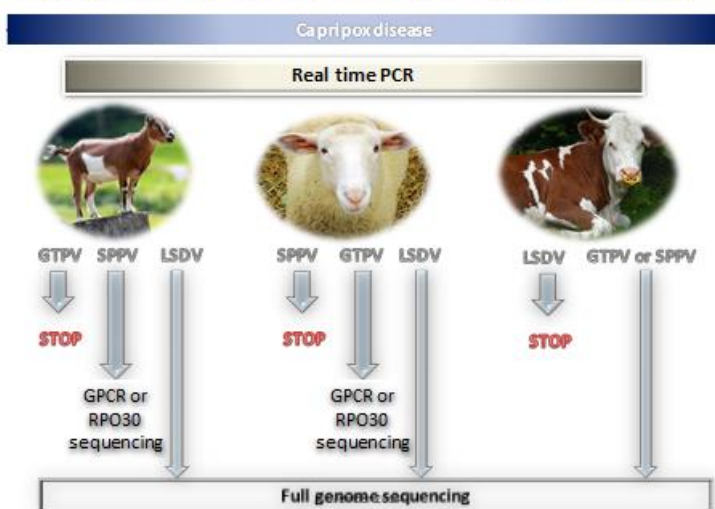 Capripox disease
Real time PCR
GTPV SPPV LSDV
SPPV GTPV LSDV
LSDV GTPV or SPPV
STOP
STOP
STOP
GPCR or
RPO30
sequencing
GPCR or
RPO30
sequencing
Full genome sequencing